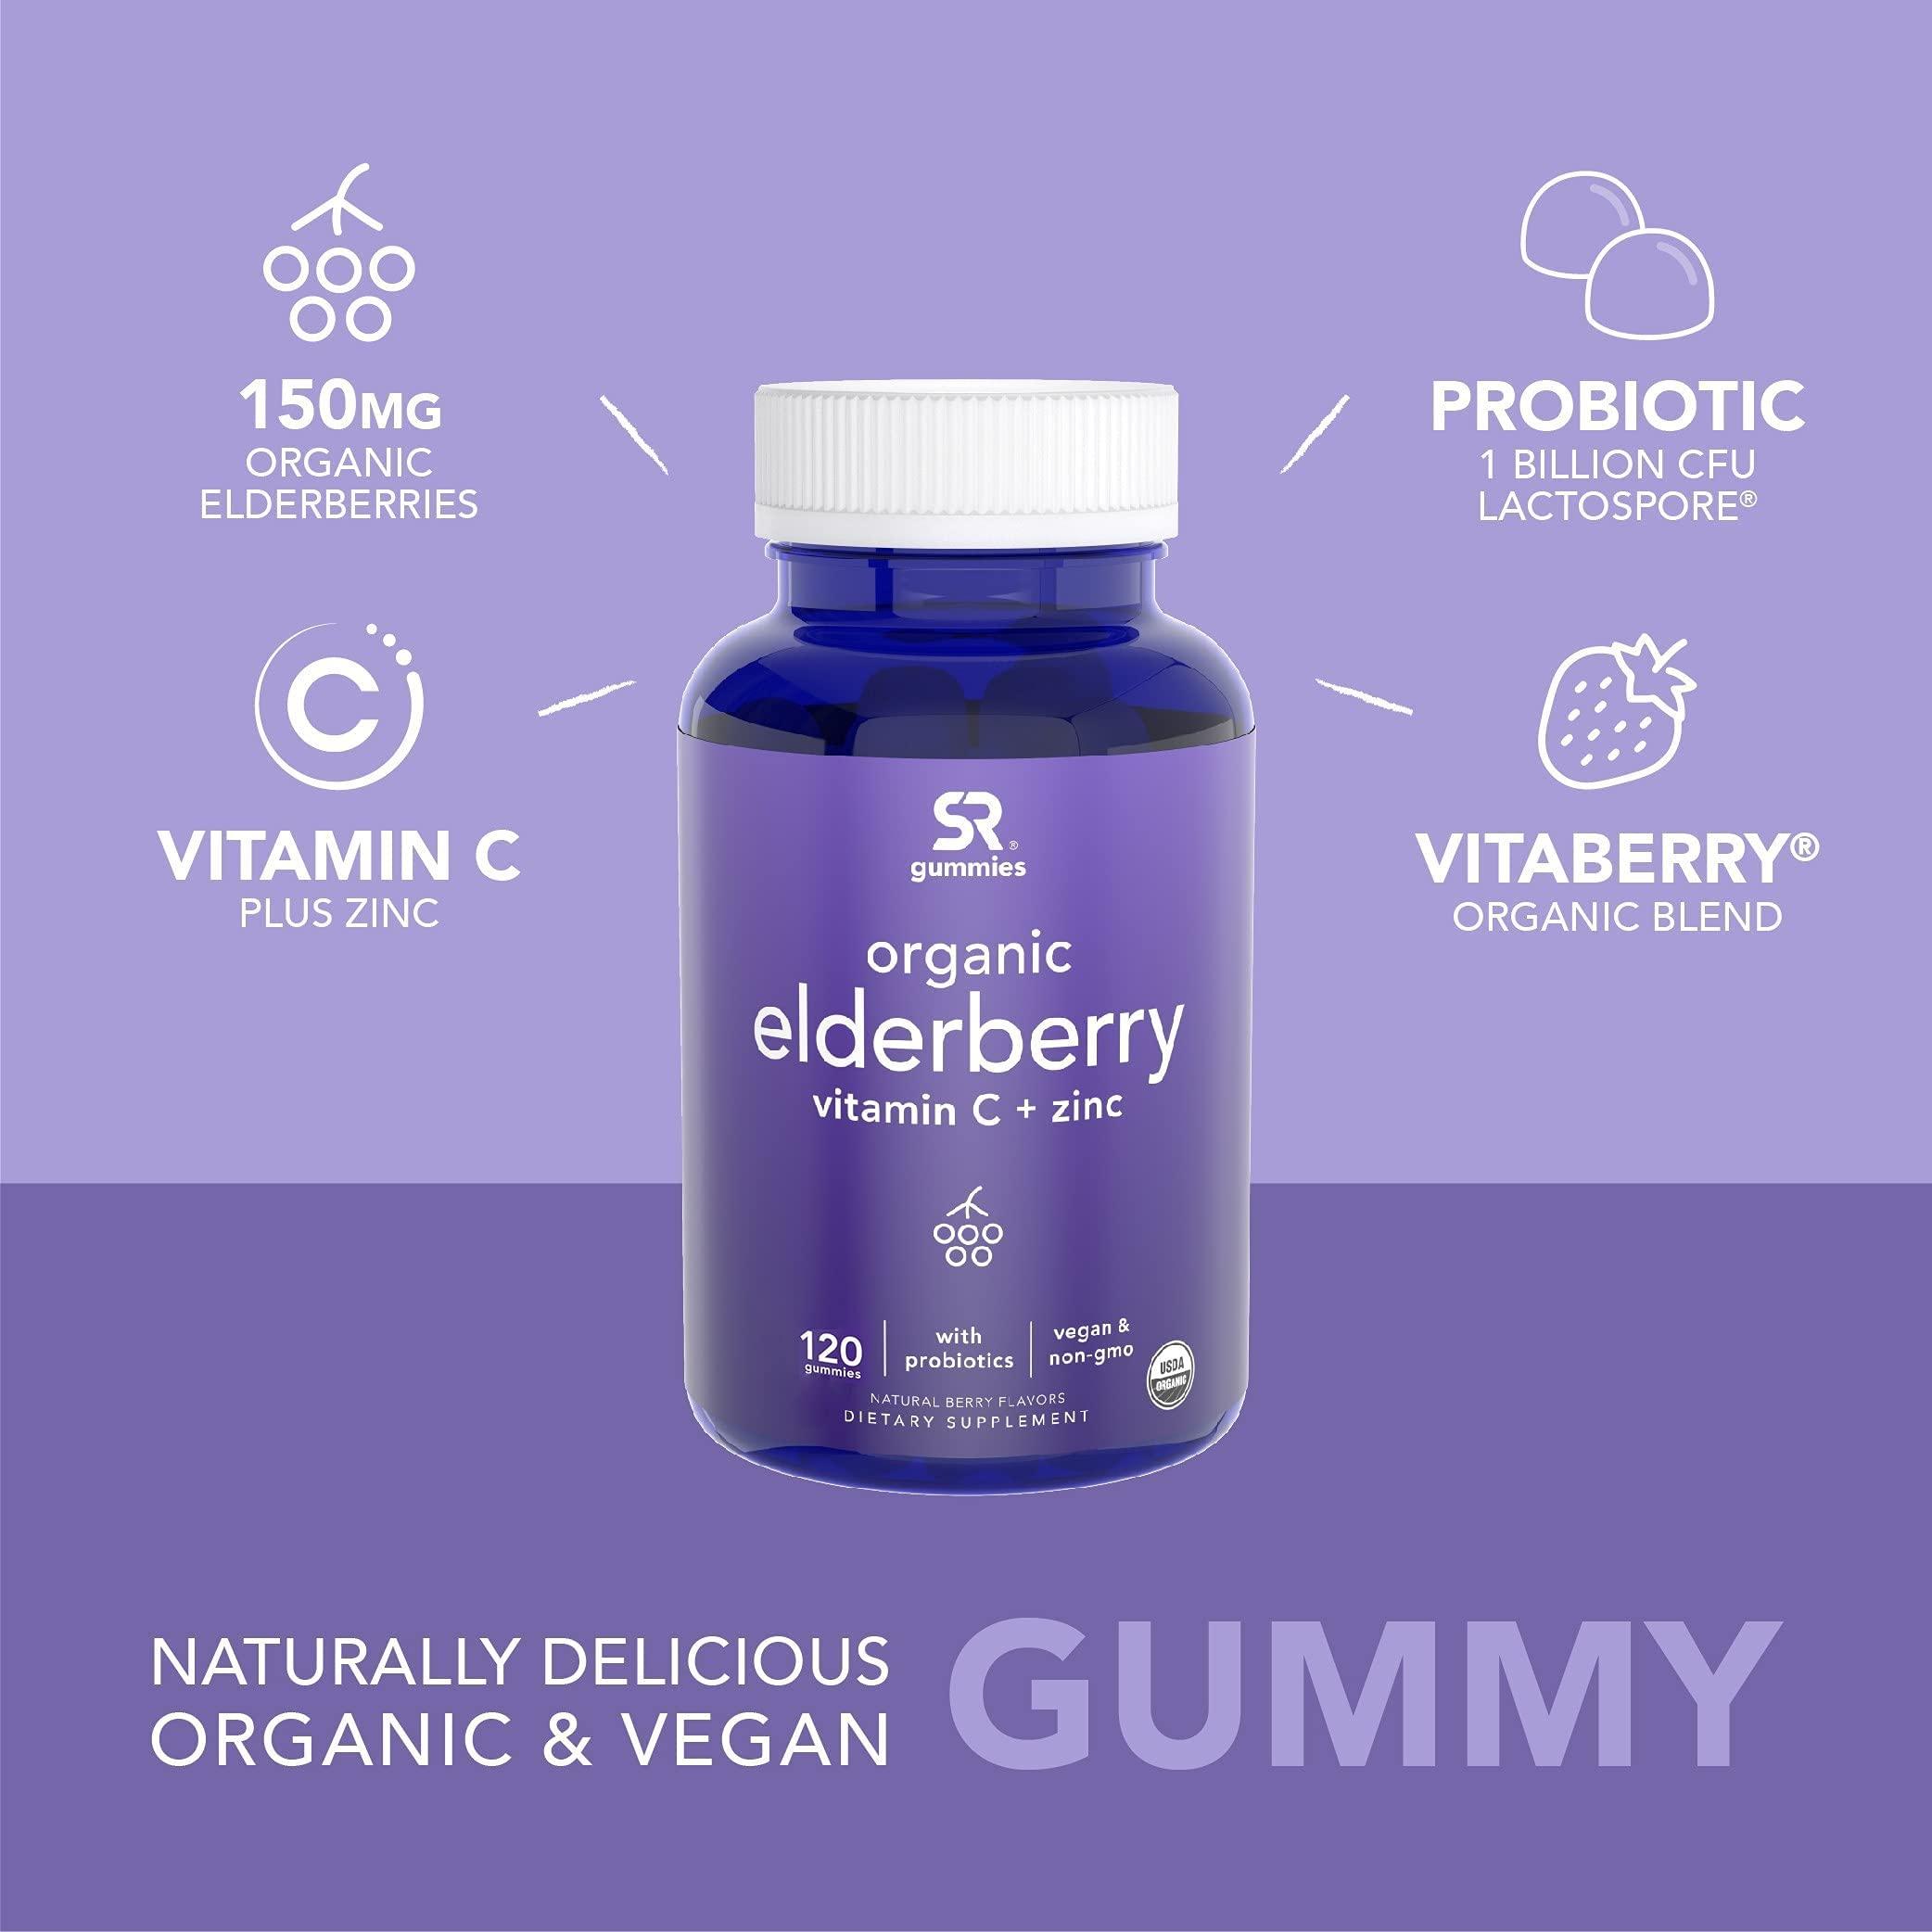 150MG
ORGANIC
ELDERBERRIES
PROBIOTIC
1 BILLION CFU
LACTOSPORE®
C
VITAMIN C
PLUS ZINC
VITABERRY®
ORGANIC BLEND
SR®
gummies
organic
elderberry
vitamin C + zinc
120
gummies
with
probiotics
vegan &
non-gmo
USDA
ORGANIC
NATURAL BERRY FLAVORS
DIETARY SUPPLEMENT
NATURALLY DELICIOUS
ORGANIC & VEGAN
GUMMY